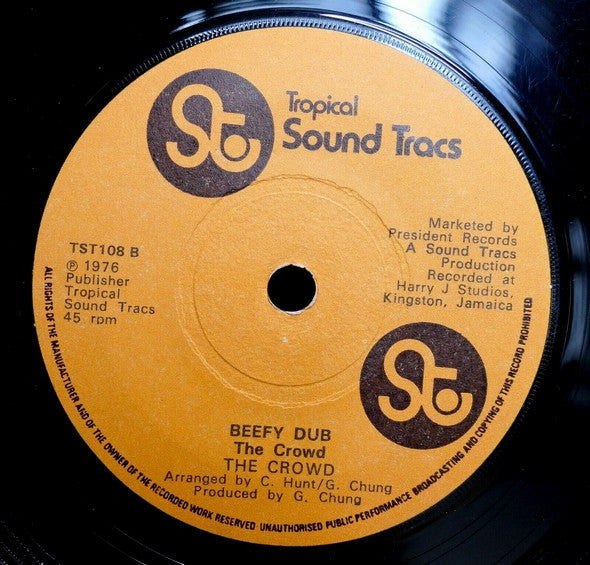 St
Tropical
Sound Tracs
TST108 B
℗ 1976
Publisher
Tropical
Sound Tracs
45 rpm
Marketed by
President Records
A Sound Tracs
Production
Recorded at
Harry J Studios,
Kingston, Jamaica
St
BEEFY DUB
The Crowd
THE CROWD
Arranged by C. Hunt/G. Chung
Produced by G. Chung
ALL RIGHTS OF THE MANUFACTURER AND OF THE OWNER OF THE RECORDED WORK RESERVED UNAUTHORISED PUBLIC PERFORMANCE BROADCASTING AND COPYING OF THIS RECORD PROHIBITED